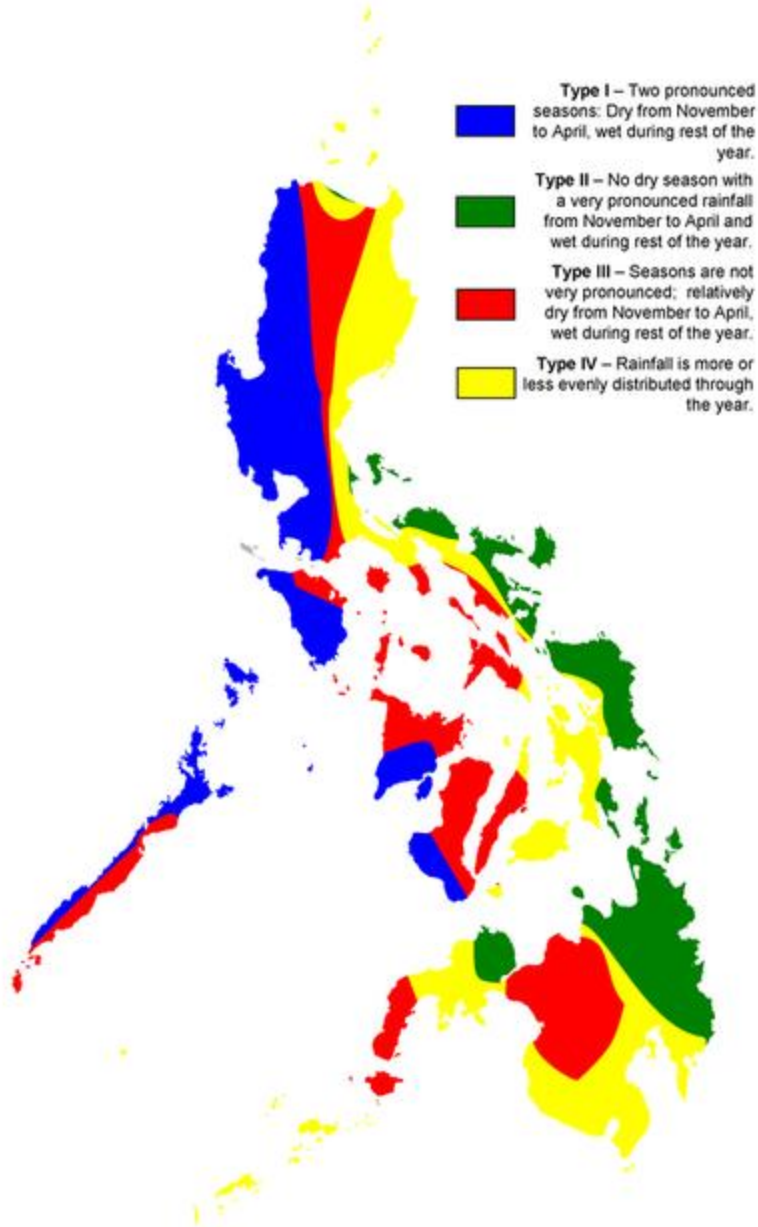 Type I – Two pronounced
seasons: Dry from November
to April, wet during rest of the
year.
Type II – No dry season with
a very pronounced rainfall
from November to April and
wet during rest of the year.
Type III – Seasons are not
very pronounced; relatively
dry from November to April,
wet during rest of the year.
Type IV – Rainfall is more or
less evenly distributed through
the year.